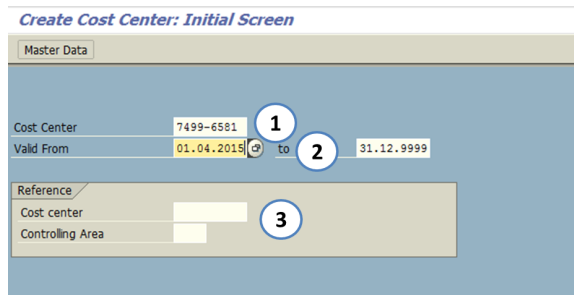 Create Cost Center: Initial Screen
Master Data
Cost Center 7499-6581 1
Valid From 01.04.2015 to 2 31.12.9999
Reference
Cost center
3
Controlling Area